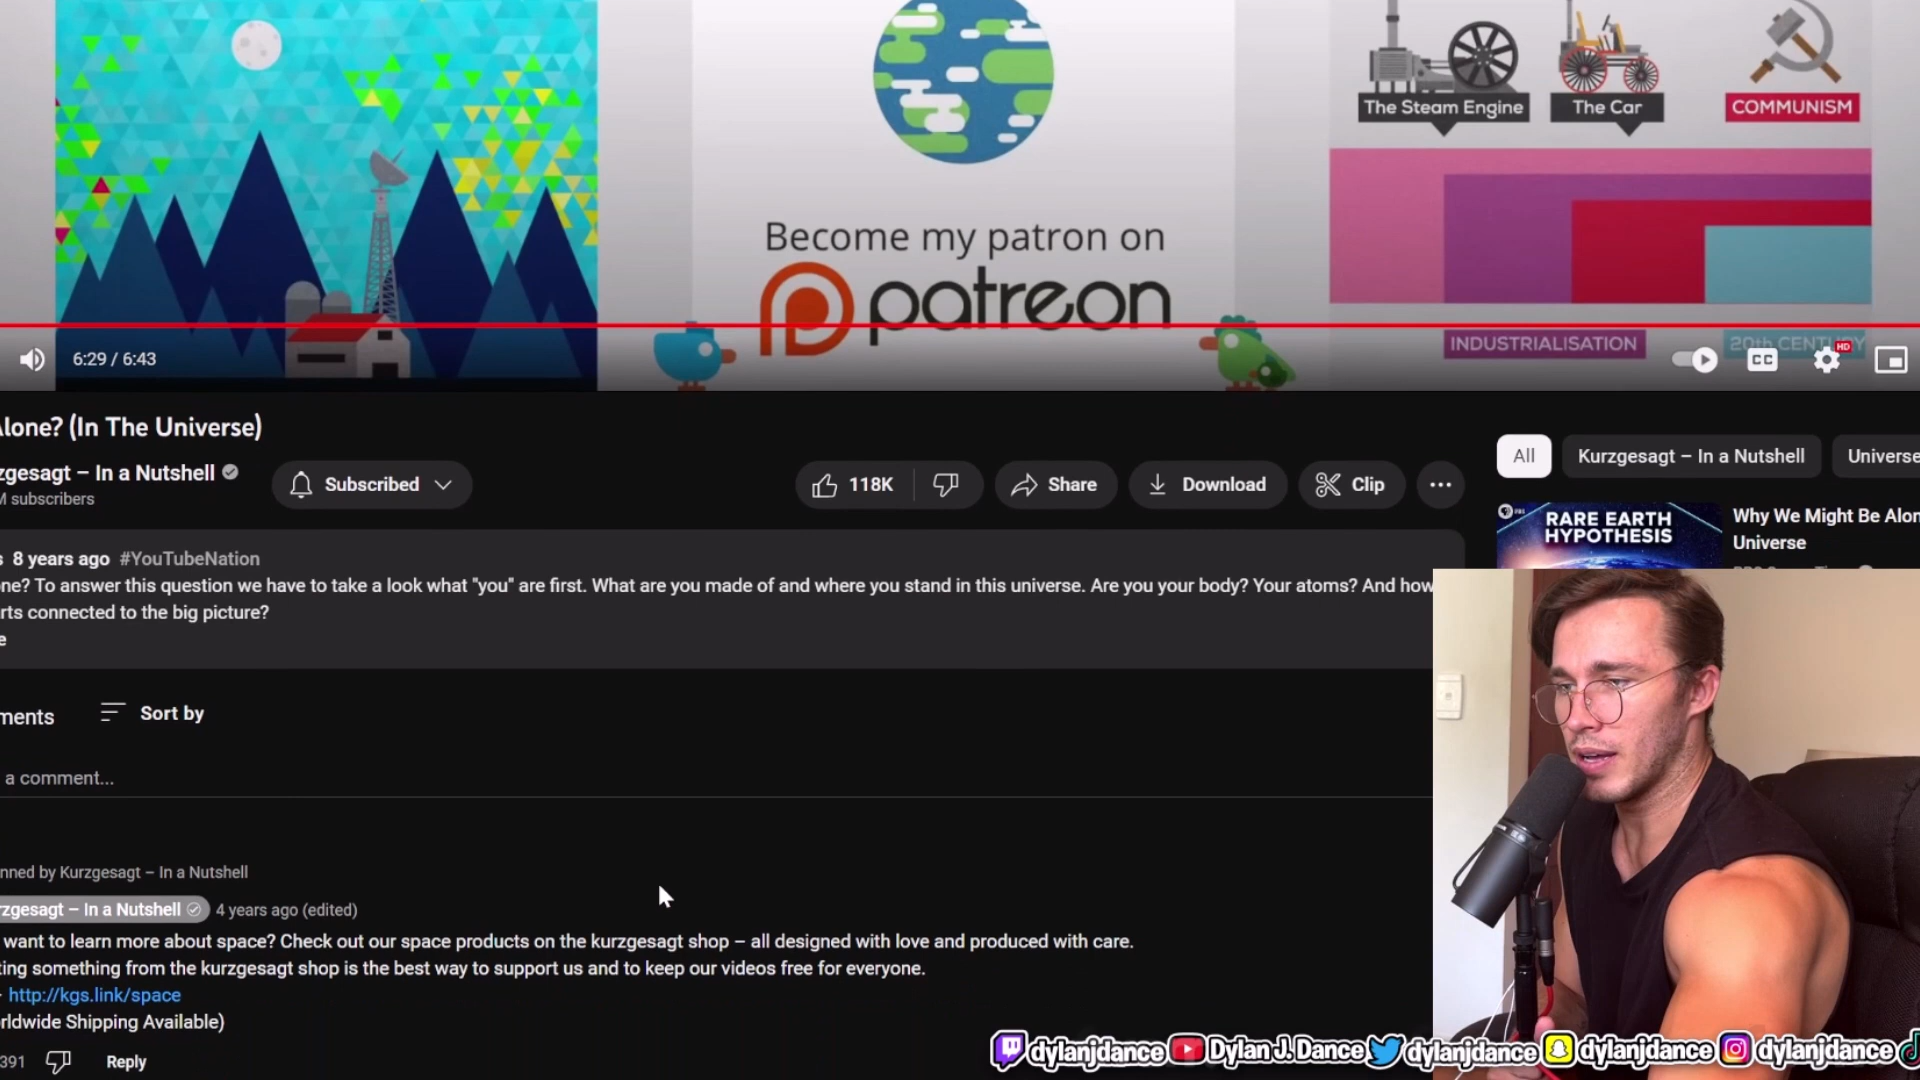 The Steam Engine
The Car
COMMUNISM
Become my patron on
patreon
INDUSTRIALISATION
20th CENTURY
6:29 / 6:43
CC
HD
Alone? (In The Universe)
zgesagt – In a Nutshell
M subscribers
Subscribed
118K
Share
Download
Clip
All
Kurzgesagt – In a Nutshell
Universe
RARE EARTH
HYPOTHESIS
Why We Might Be Alon
Universe
s 8 years ago #YouTubeNation
one? To answer this question we have to take a look what "you" are first. What are you made of and where you stand in this universe. Are you your body? Your atoms? And how
rts connected to the big picture?
e
ments
Sort by
a comment...
nned by Kurzgesagt – In a Nutshell
rzgesagt – In a Nutshell
4 years ago (edited)
want to learn more about space? Check out our space products on the kurzgesagt shop – all designed with love and produced with care.
ting something from the kurzgesagt shop is the best way to support us and to keep our videos free for everyone.
http://kgs.link/space
rldwide Shipping Available)
391
Reply
dylanjdance
Dylan J. Dance
dylanjdance
dylanjdance
dylanjdance